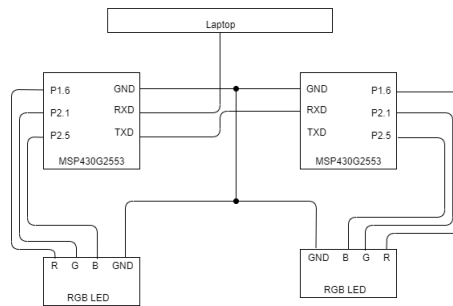 Laptop
P1.6 GND
P2.1 RXD
P2.5 TXD
MSP430G2553
GND P1.6
RXD P2.1
TXD P2.5
MSP430G2553
R G B GND
RGB LED
GND B G R
RGB LED